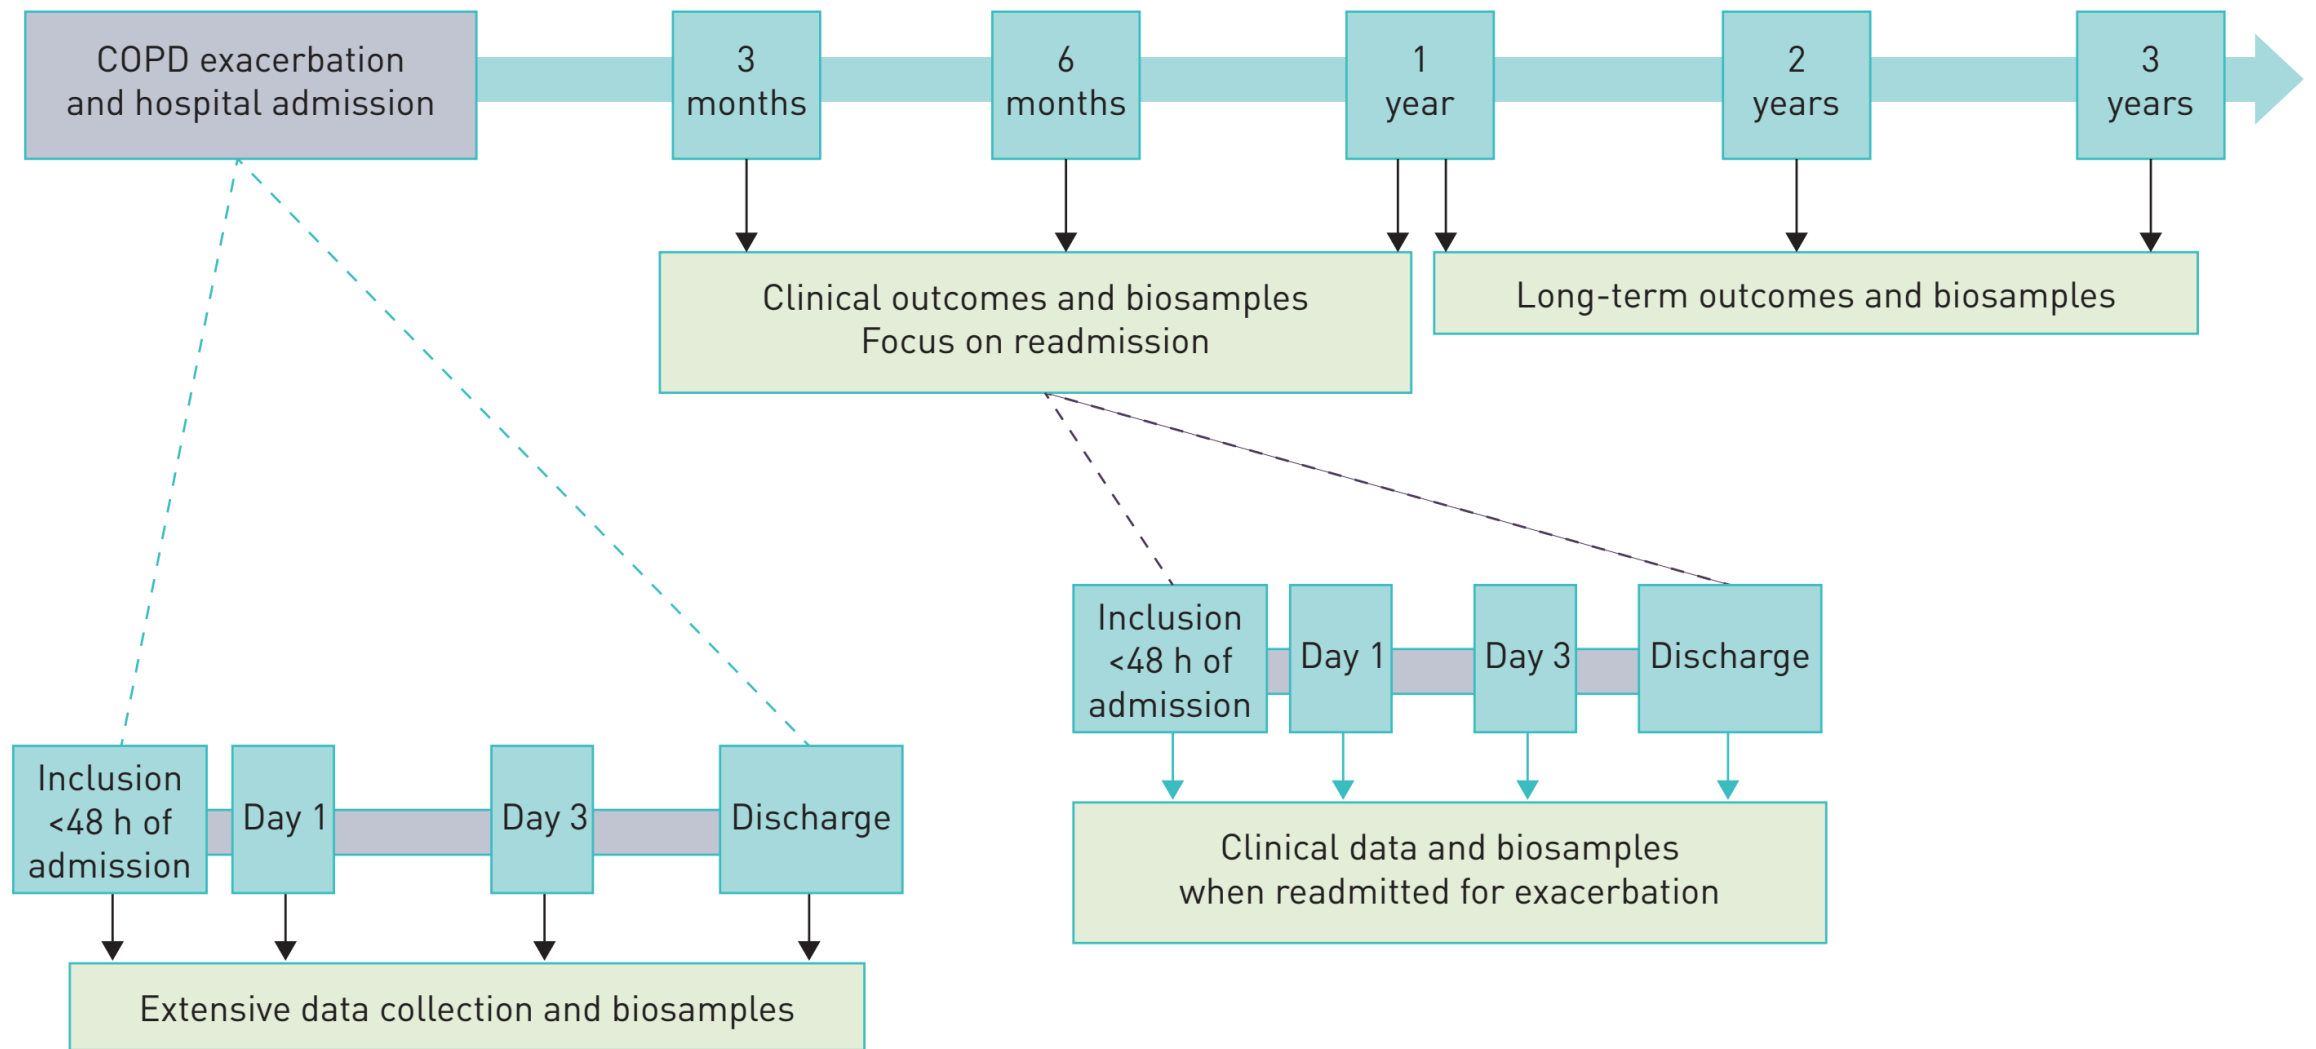 COPD exacerbation
and hospital admission
3
months
6
months
1
year
2
years
3
years
Clinical outcomes and biosamples
Focus on readmission
Long-term outcomes and biosamples
Inclusion
<48 h of
admission
Day 1
Day 3
Discharge
Clinical data and biosamples
when readmitted for exacerbation
Inclusion
<48 h of
admission
Day 1
Day 3
Discharge
Extensive data collection and biosamples